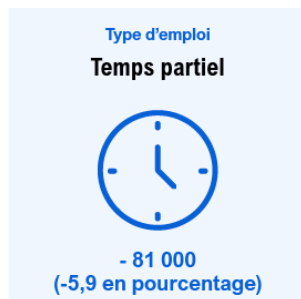 Type d’emploi
Temps partiel
- 81 000
(-5,9 en pourcentage)